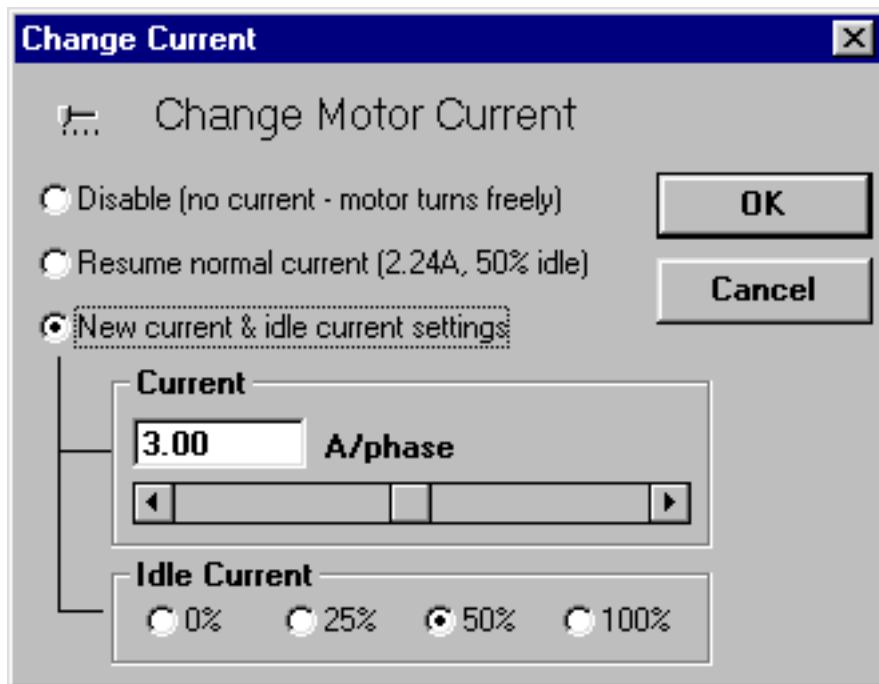 Change Current
Change Motor Current
Disable (no current - motor turns freely)
OK
Resume normal current (2.24A, 50% idle)
Cancel
New current & idle current settings
Current
3.00 A/phase
Idle Current
0% 25% 50% 100%